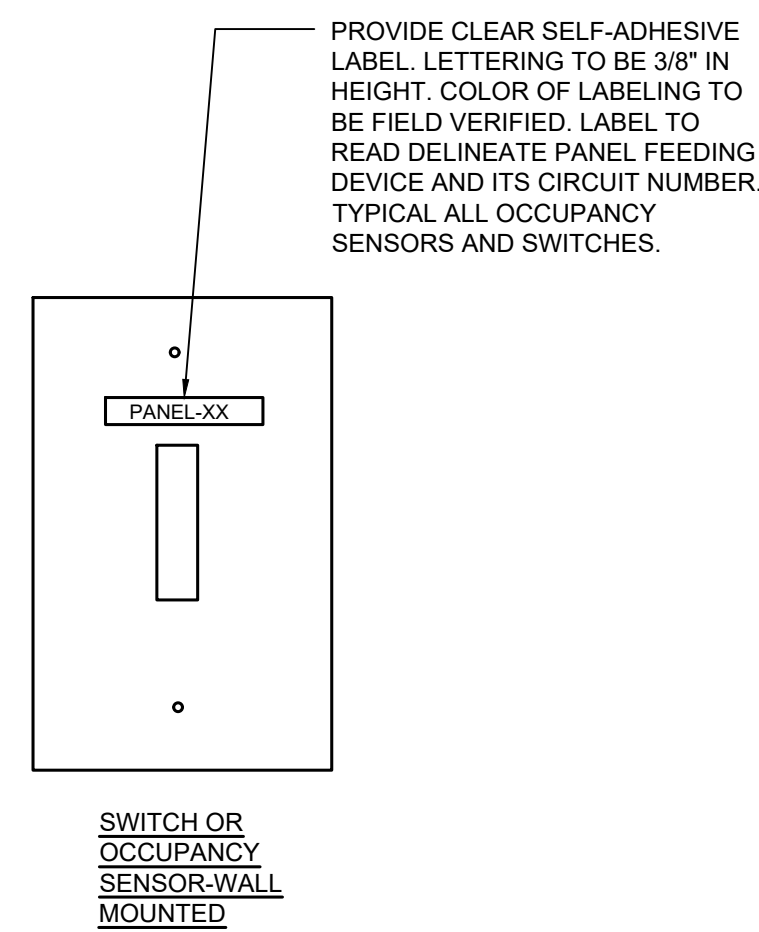 PROVIDE CLEAR SELF-ADHESIVE
LABEL. LETTERING TO BE 3/8" IN
HEIGHT. COLOR OF LABELING TO
BE FIELD VERIFIED. LABEL TO
READ DELINEATE PANEL FEEDING
DEVICE AND ITS CIRCUIT NUMBER.
TYPICAL ALL OCCUPANCY
SENSORS AND SWITCHES.
PANEL-XX
SWITCH OR
OCCUPANCY
SENSOR-WALL
MOUNTED